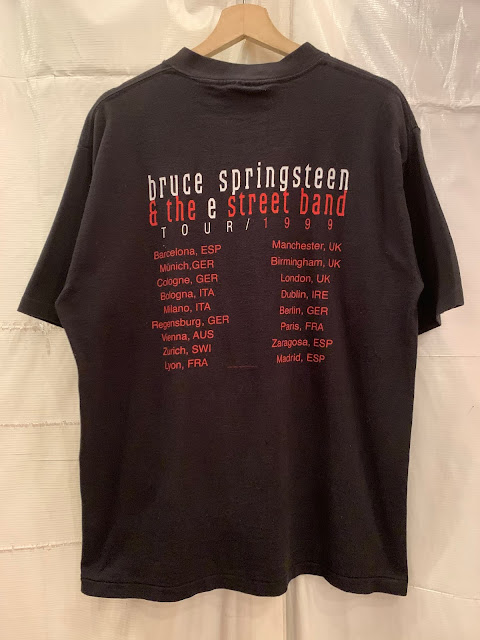 bruce springsteen
& the e street band
TOUR/1999
Barcelona, ESP
Münich,GER
Cologne, GER
Bologna, ITA
Milano, ITA
Regensburg, GER
Vienna, AUS
Zurich, SWI
Lyon, FRA
Manchester, UK
Birmingham, UK
London, UK
Dublin, IRE
Berlin, GER
Paris, FRA
Zaragosa, ESP
Madrid, ESP